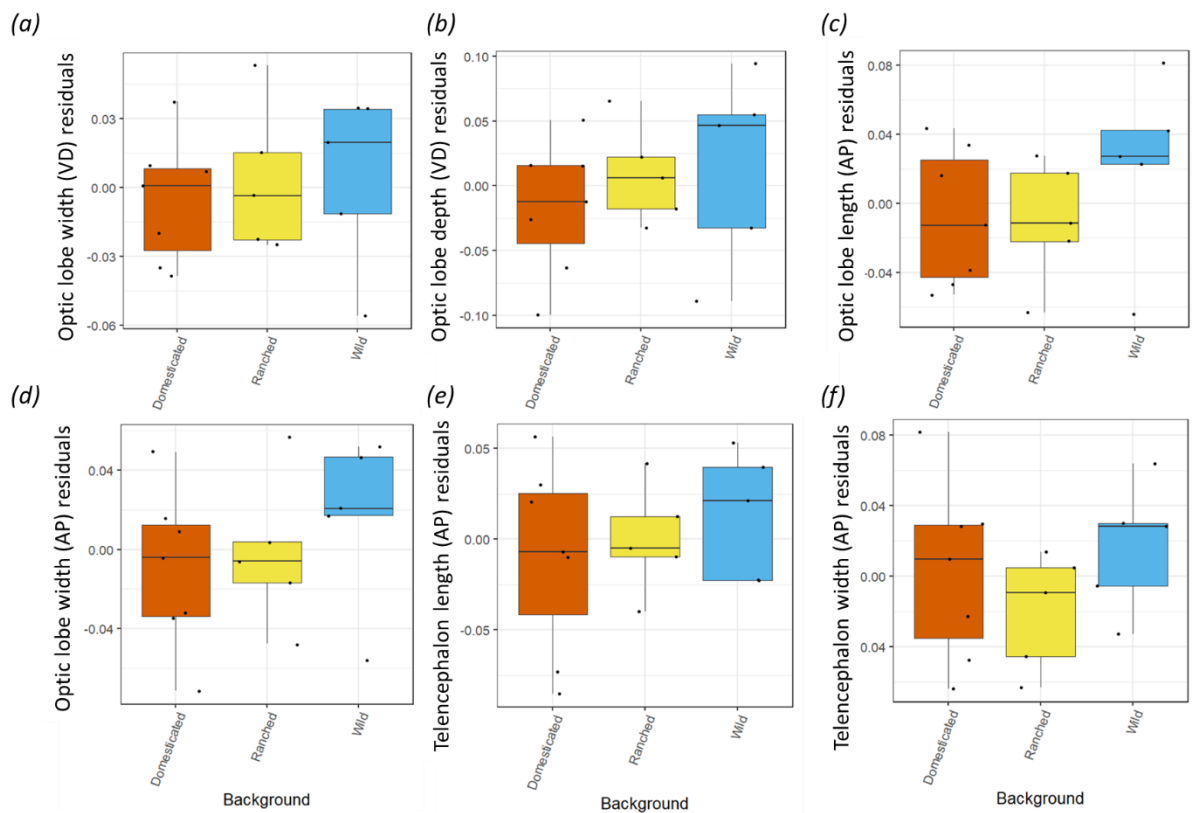 (a)
Optic lobe width (VD) residuals
0.03
0.00
-0.03
-0.06
Domesticated
Ranched
Wild
(b)
Optic lobe depth (VD) residuals
0.10
0.05
0.00
-0.05
-0.10
Domesticated
Ranched
Wild
(c)
Optic lobe length (AP) residuals
0.08
0.04
0.00
-0.04
Domesticated
Ranched
Wild
(d)
Optic lobe width (AP) residuals
0.04
0.00
-0.04
Domesticated
Ranched
Wild
Background
(e)
Telencephalon length (AP) residuals
0.05
0.00
-0.05
Domesticated
Ranched
Wild
Background
(f)
Telencephalon width (AP) residuals
0.08
0.04
0.00
0.04
Domesticated
Ranched
Wild
Background